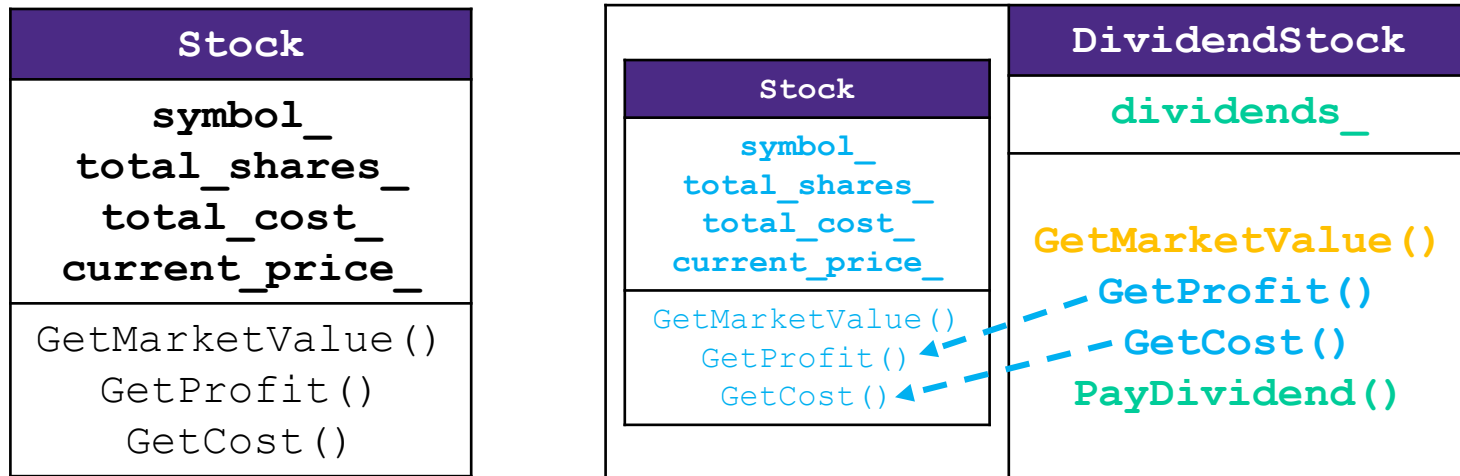 Stock
symbol_
total_shares_
total_cost_
current_price_
GetMarketValue()
GetProfit()
GetCost()
Stock
symbol_
total_shares_
total_cost_
current_price_
GetMarketValue()
GetProfit()
GetCost()
DividendStock
dividends_
GetMarketValue()
GetProfit()
GetCost()
PayDividend()